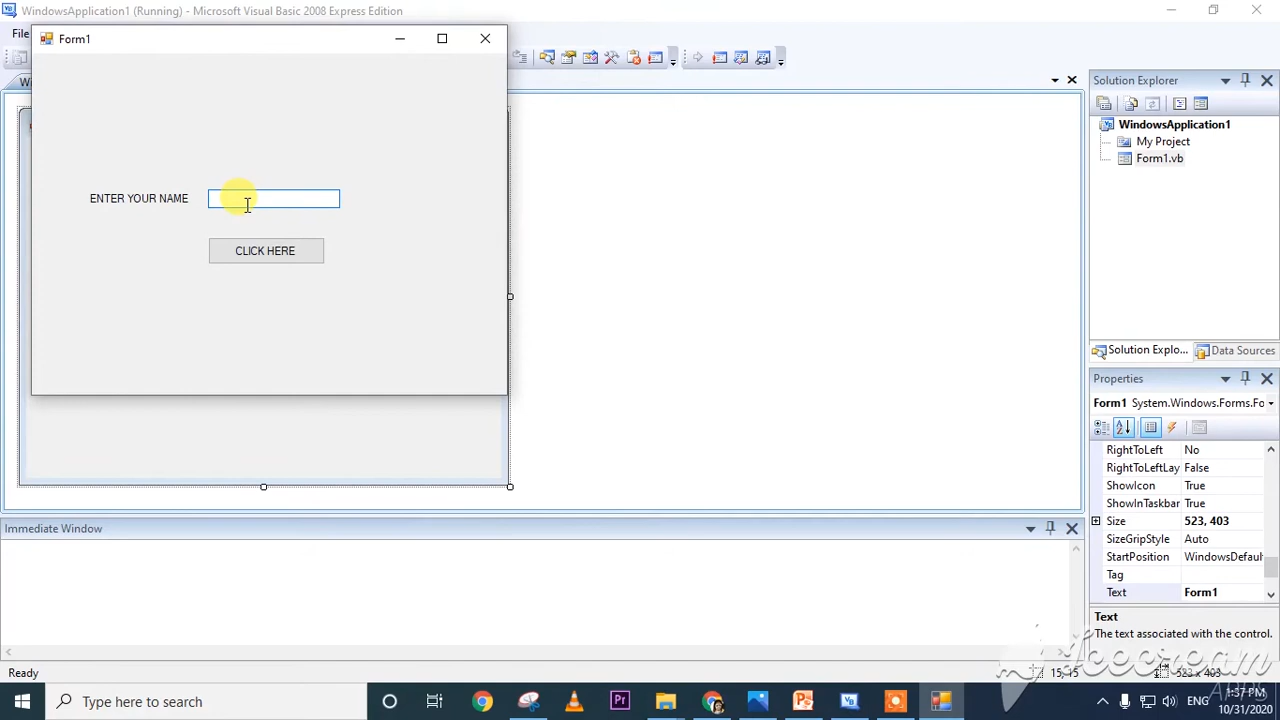 WindowsApplication1 (Running) - Microsoft Visual Basic 2008 Express Edition
File
Form1
Solution Explorer
WindowsApplication1
My Project
Form1.vb
ENTER YOUR NAME
CLICK HERE
Solution Explo...
Data Sources
Properties
Form1 System.Windows.Forms.Fo
RightToLeft No
RightToLeftLay False
ShowIcon True
ShowInTaskbar True
Size 523, 403
SizeGripStyle Auto
StartPosition WindowsDefaul
Tag
Text Form1
Text
The text associated with the control.
Immediate Window
Ready
15, 15
523 x 403
Type here to search
ENG
1:37 PM
10/31/2020
APPS